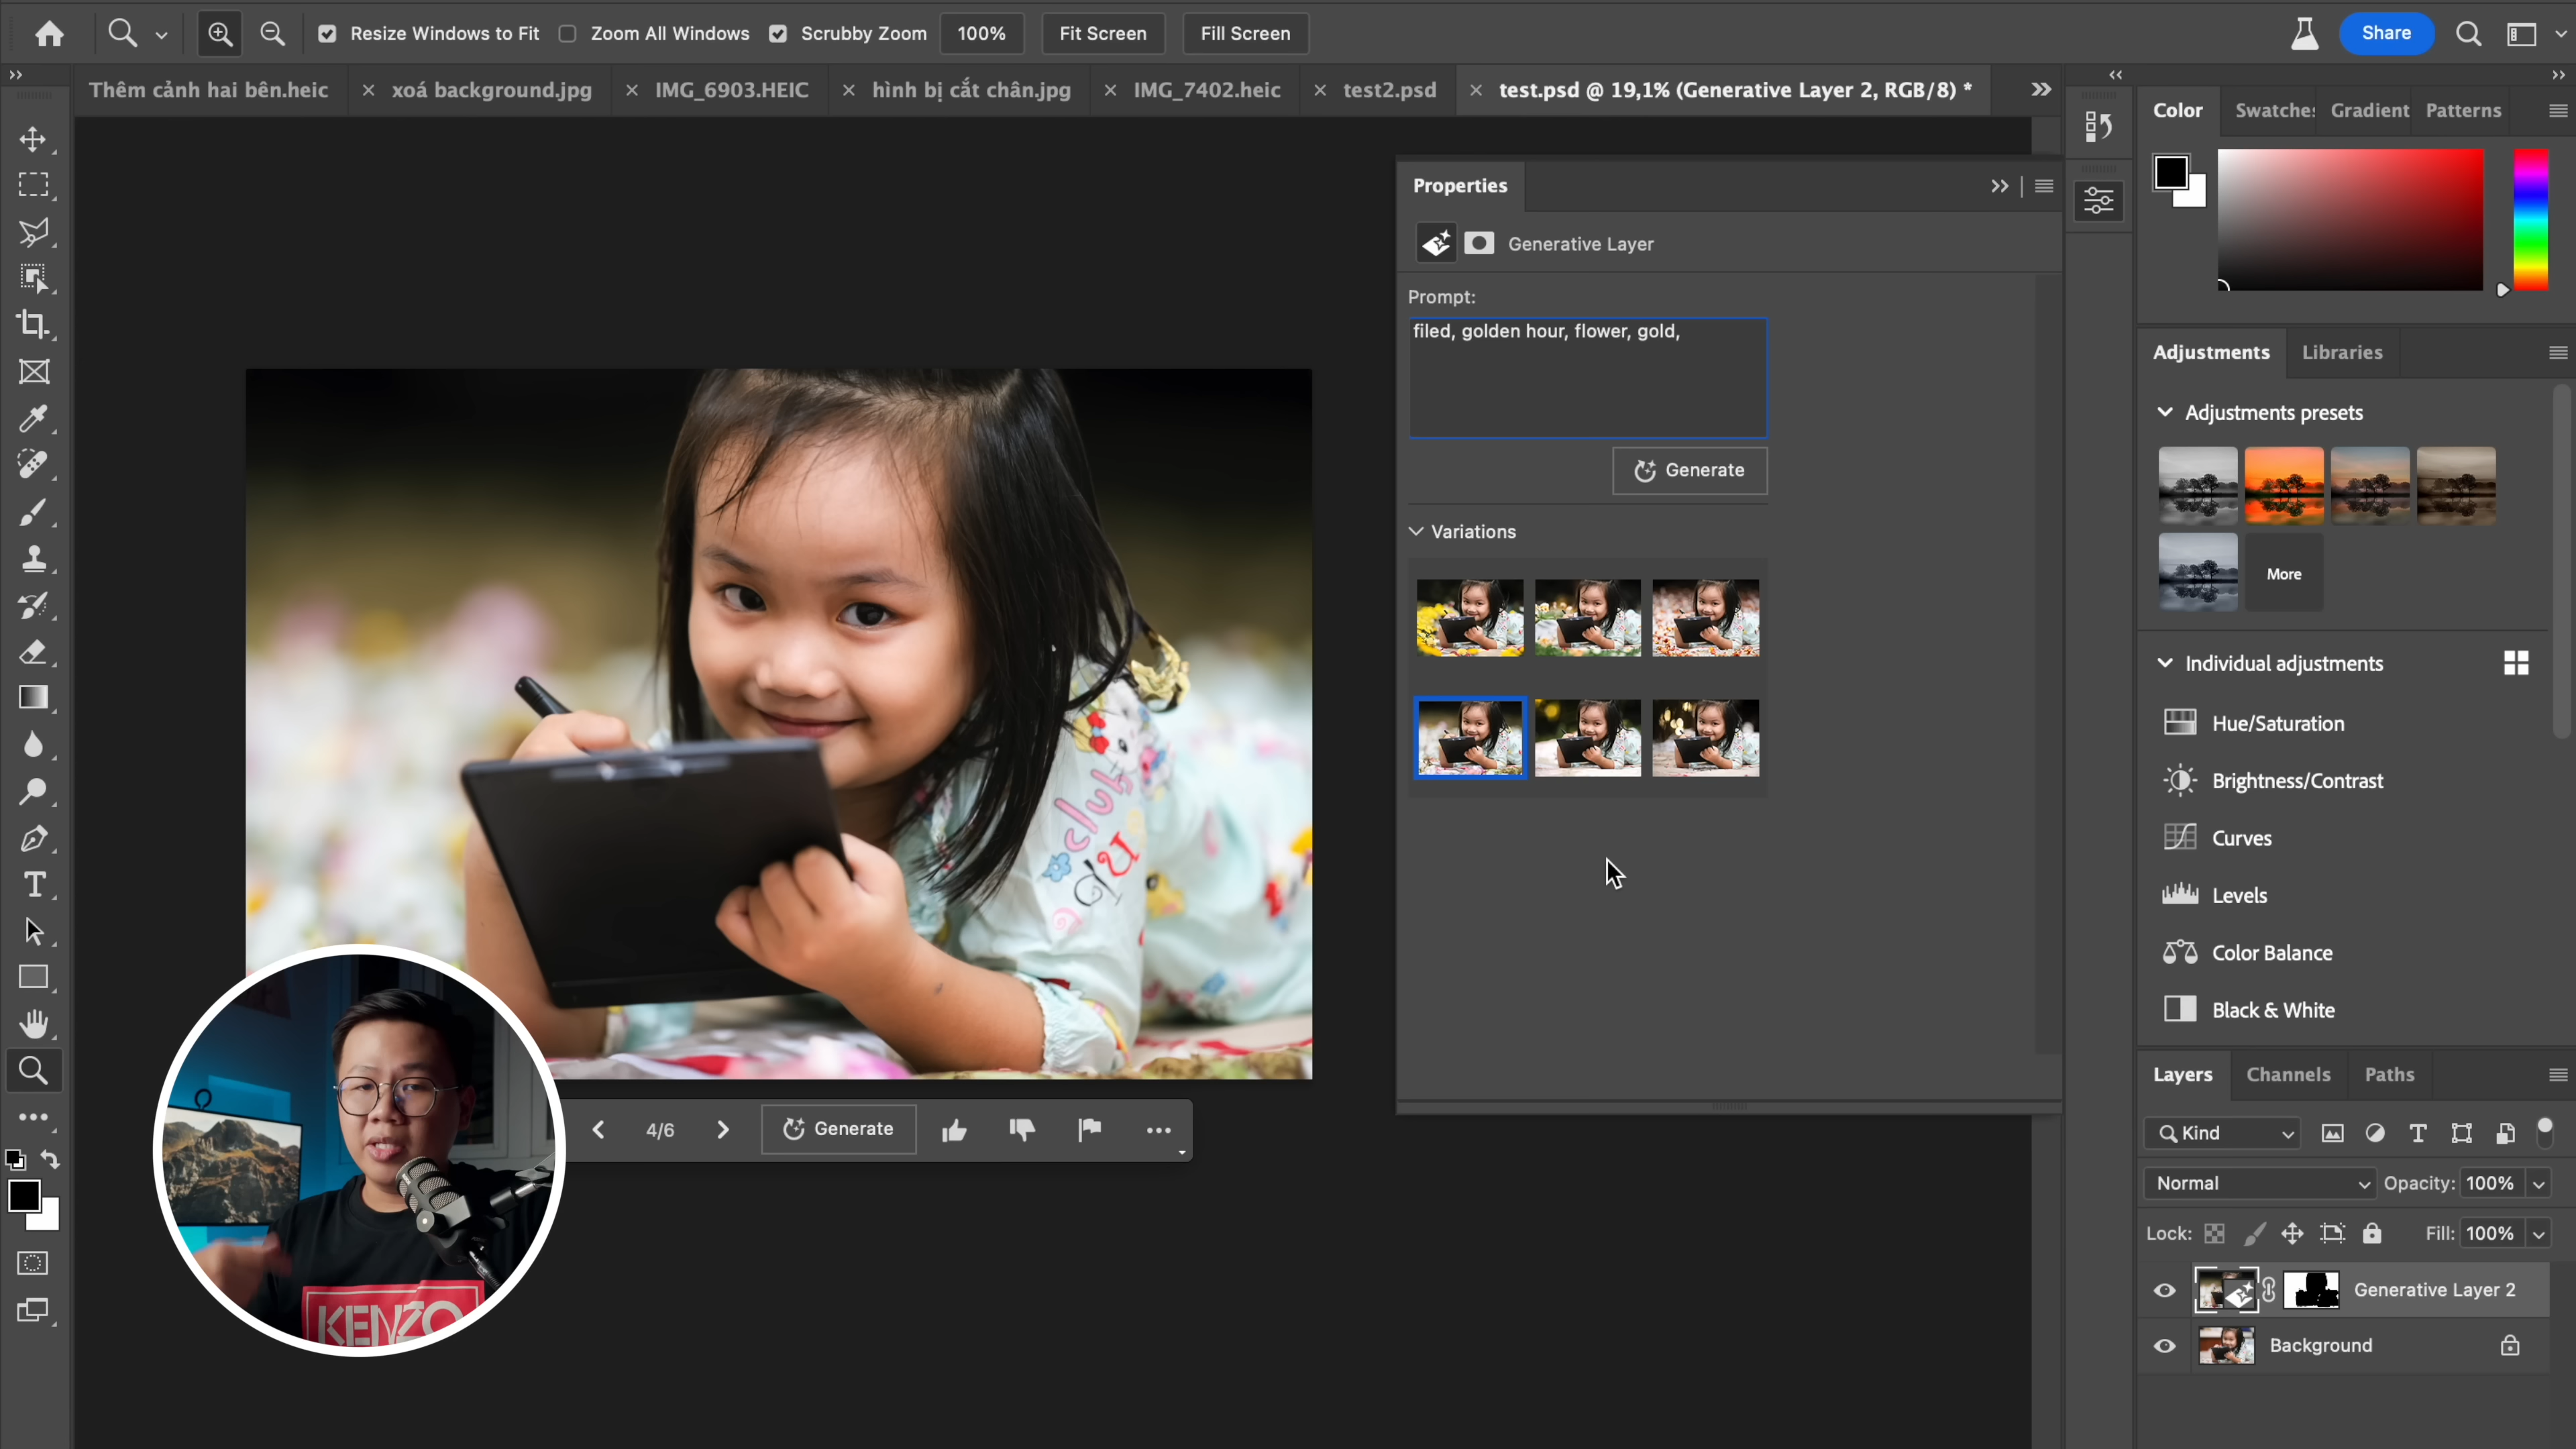 Resize Windows to Fit Zoom All Windows Scrubby Zoom 100% Fit Screen Fill Screen Share
Thêm cảnh hai bên.heic × xoá background.jpg × IMG_6903.HEIC × hình bị cắt chân.jpg × IMG_7402.heic × test2.psd × test.psd @ 19,1% (Generative Layer 2, RGB/8) *
Color Swatches Gradient Patterns
Properties
Generative Layer
Prompt:
filed, golden hour, flower, gold,
Generate
Variations
Adjustments Libraries
Adjustments presets
More
Individual adjustments
Hue/Saturation
Brightness/Contrast
Curves
Levels
Color Balance
Black & White
club
4/6 Generate
KENZO
Layers Channels Paths
Kind
Normal Opacity: 100%
Lock: Fill: 100%
Generative Layer 2
Background